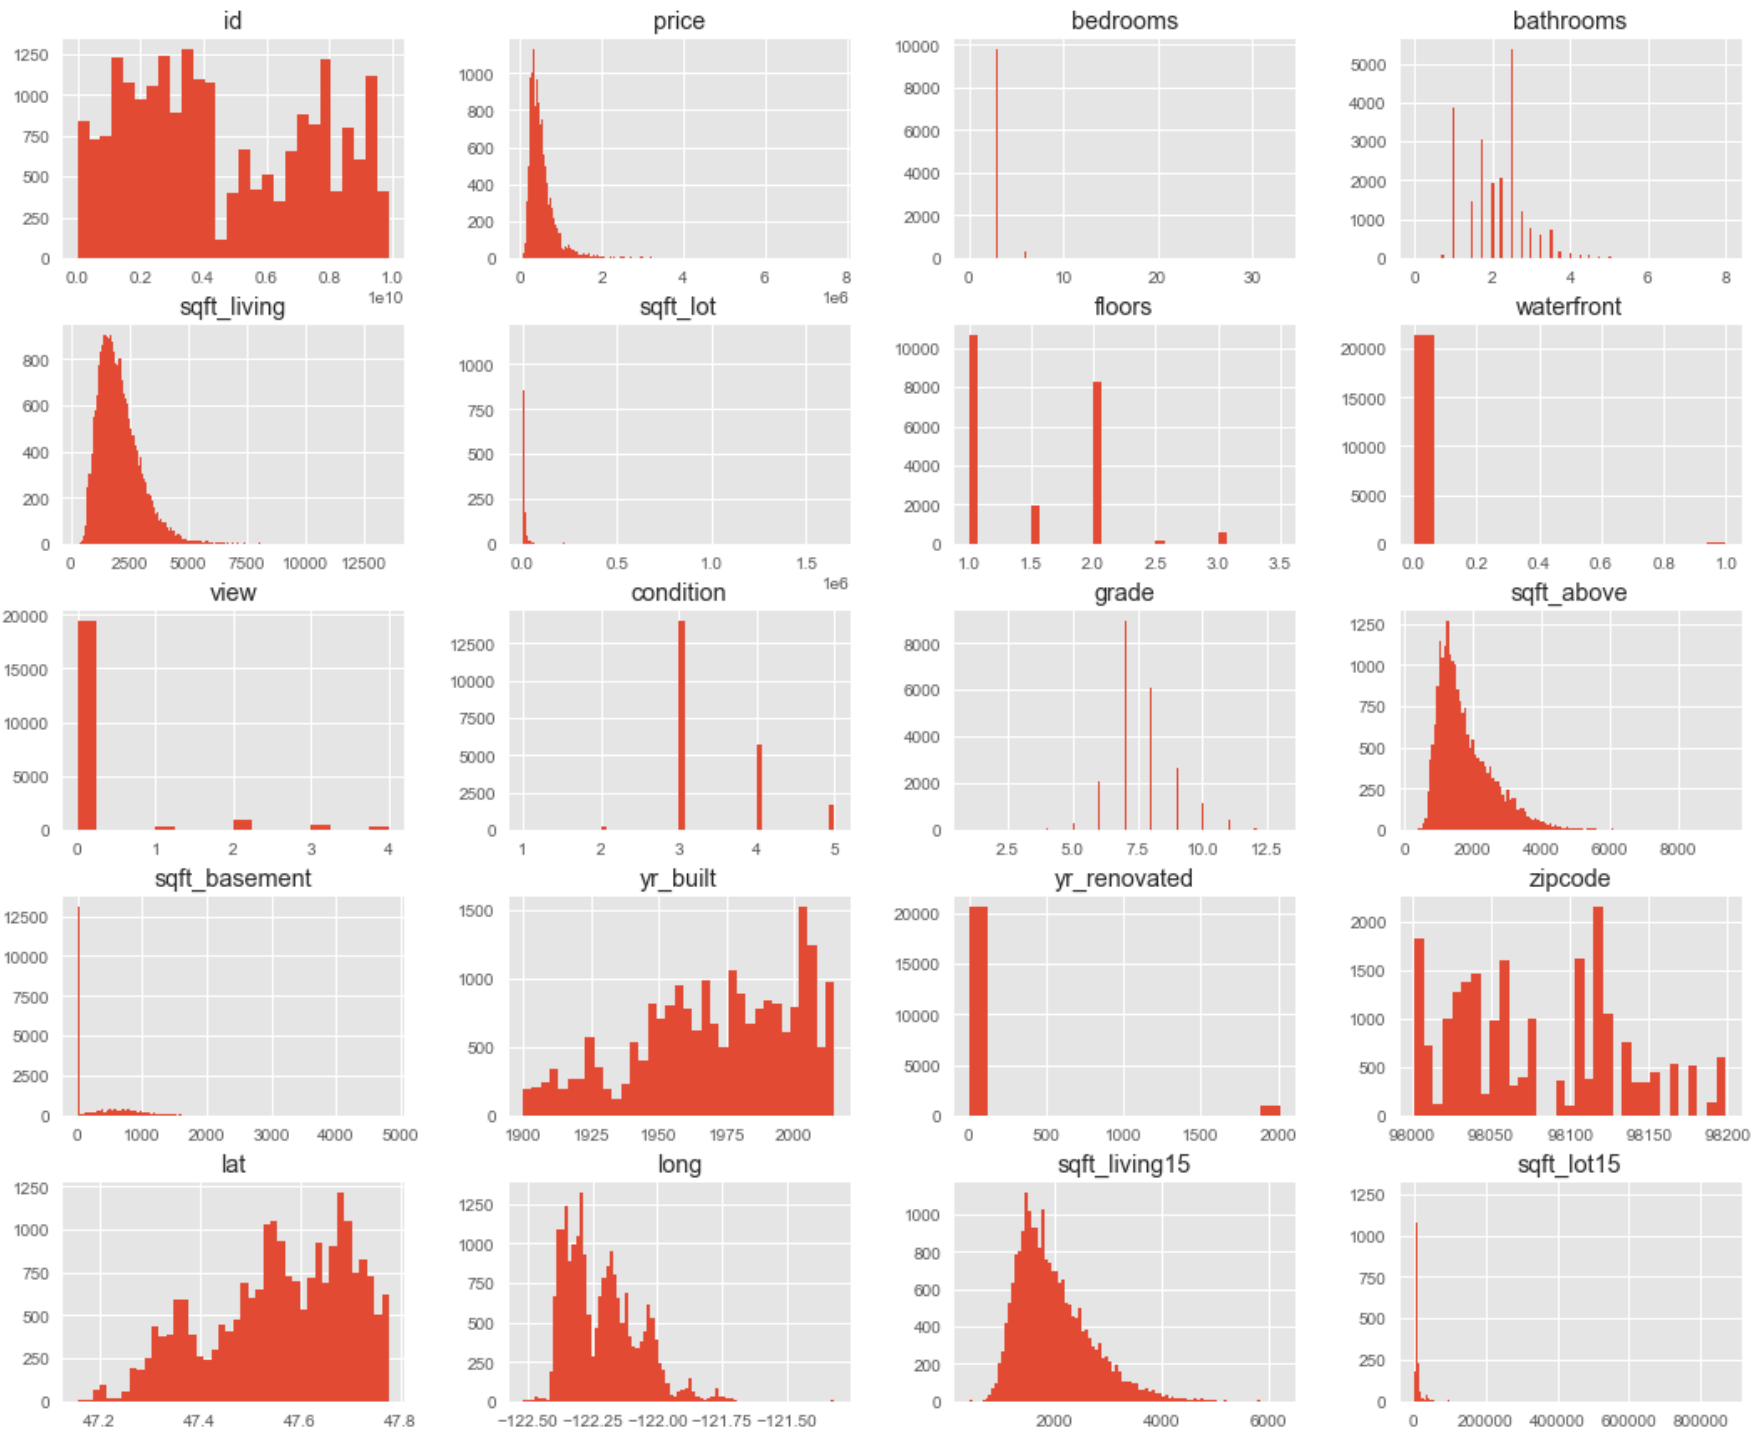 id
1250
1000
750
500
250
0
0.0 0.2 0.4 0.6 0.8 1.0
1e10
price
1000
800
600
400
200
0
0 2 4 6 8
1e6
bedrooms
10000
8000
6000
4000
2000
0
0 10 20 30
bathrooms
5000
4000
3000
2000
1000
0
0 2 4 6 8
sqft_living
800
600
400
200
0
0 2500 5000 7500 10000 12500
sqft_lot
1000
750
500
250
0
0.0 0.5 1.0 1.5
1e6
floors
10000
8000
6000
4000
2000
0
1.0 1.5 2.0 2.5 3.0 3.5
waterfront
20000
15000
10000
5000
0
0.0 0.2 0.4 0.6 0.8 1.0
view
20000
15000
10000
5000
0
0 1 2 3 4
condition
12500
10000
7500
5000
2500
0
1 2 3 4 5
grade
8000
6000
4000
2000
0
2.5 5.0 7.5 10.0 12.5
sqft_above
1250
1000
750
500
250
0
0 2000 4000 6000 8000
sqft_basement
12500
10000
7500
5000
2500
0
0 1000 2000 3000 4000 5000
yr_built
1500
1000
500
0
1900 1925 1950 1975 2000
yr_renovated
20000
15000
10000
5000
0
0 500 1000 1500 2000
zipcode
2000
1500
1000
500
0
98000 98050 98100 98150 98200
lat
1250
1000
750
500
250
0
47.2 47.4 47.6 47.8
long
1250
1000
750
500
250
0
−122.50 −122.25 −122.00 −121.75 −121.50
sqft_living15
1000
800
600
400
200
0
2000 4000 6000
sqft_lot15
1250
1000
750
500
250
0
0 200000 400000 600000 800000